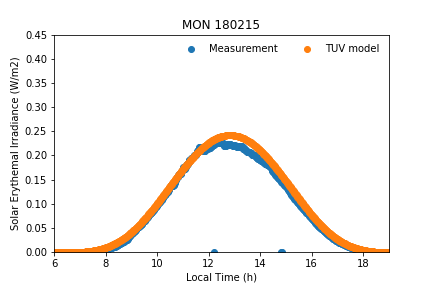 MON 180215
Measurement
TUV model
0.45
0.40
0.35
0.30
0.25
0.20
0.15
0.10
0.05
0.00
Solar Erythemal Irradiance (W/m2)
6 8 10 12 14 16 18
Local Time (h)